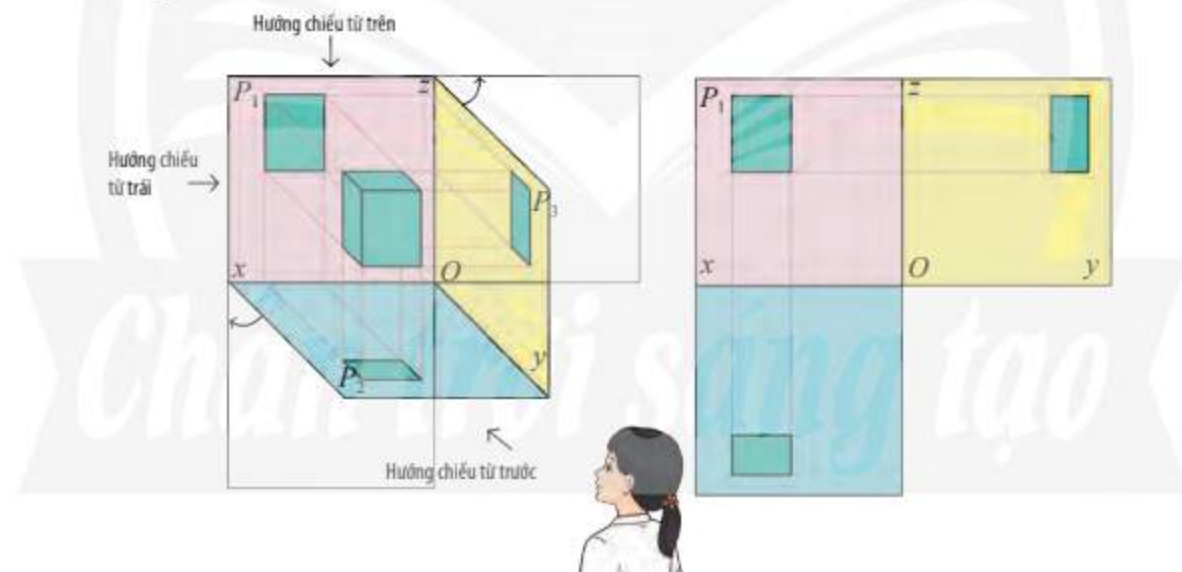 Hướng chiếu từ trên
P₁
z
Hướng chiếu
từ trái
P₃
x
O
y
P₂
Hướng chiếu từ trước
P₁
z
x
O
y
Chân trời sáng tạo